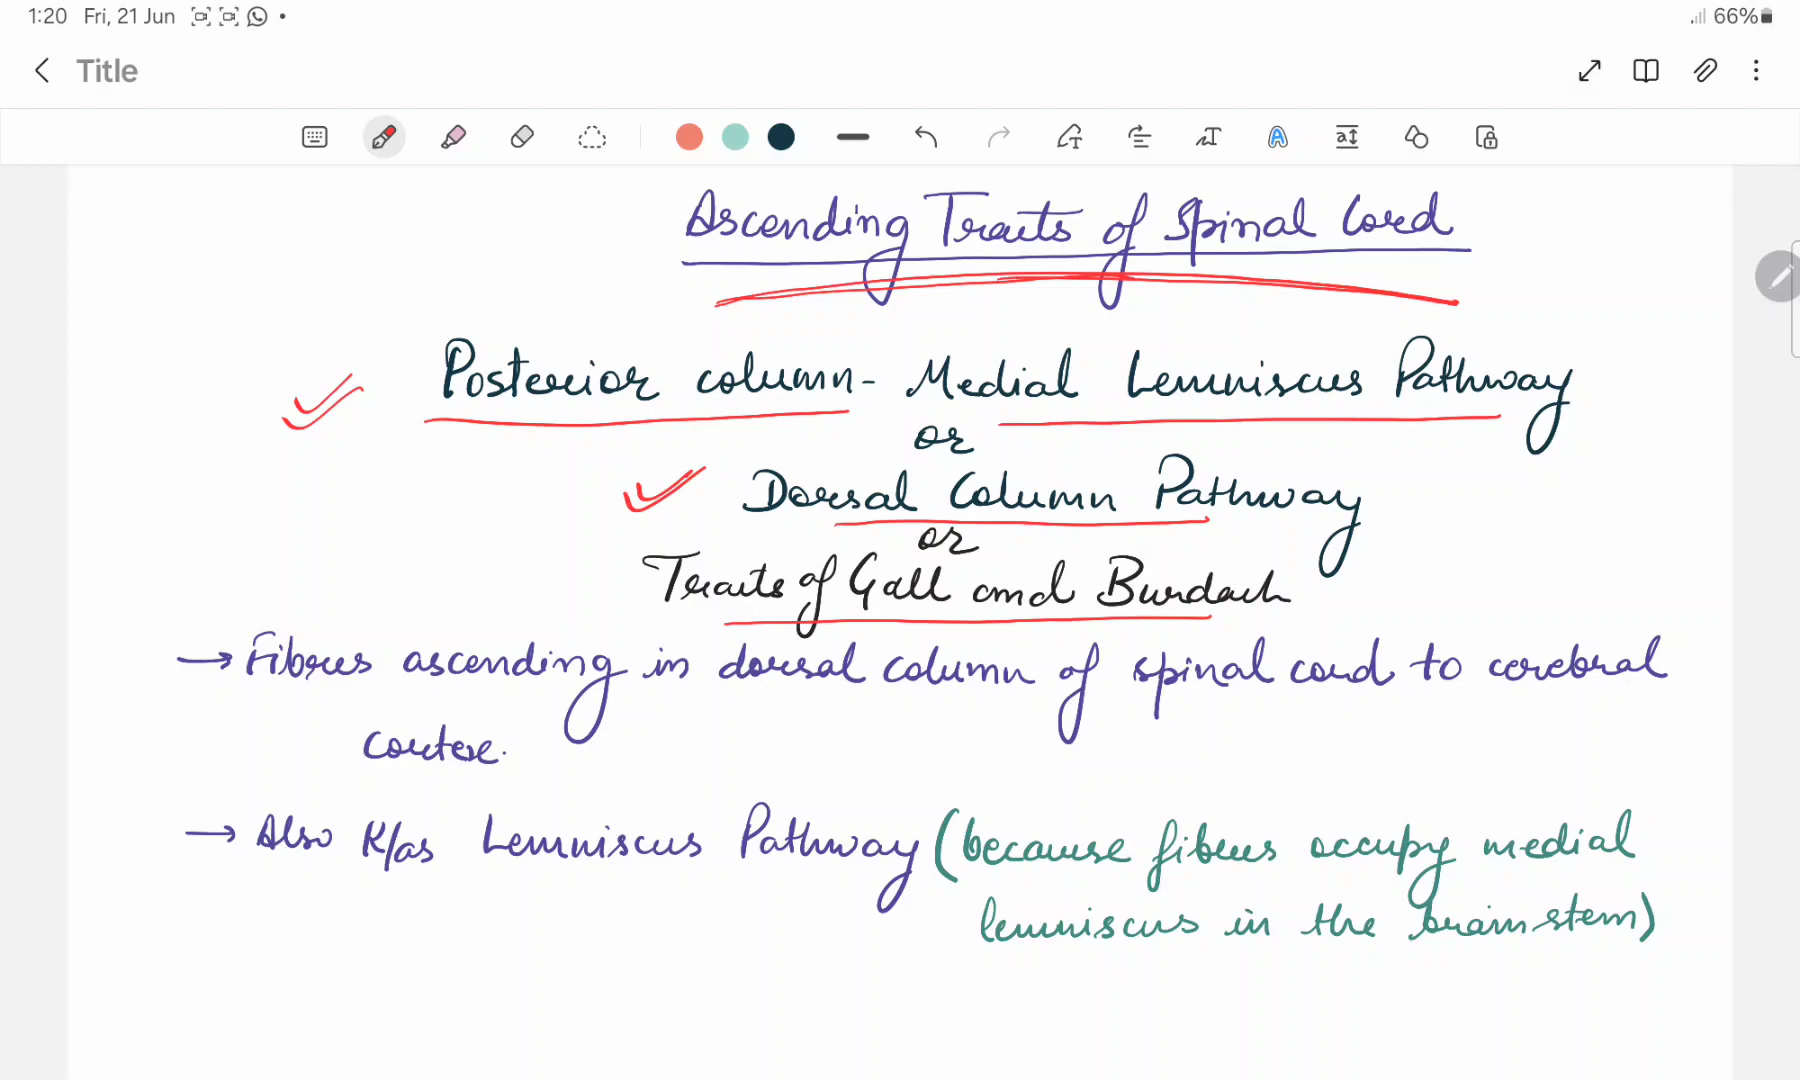 1:20 Fri, 21 Jun
66%
Title
Ascending Tracts of Spinal Cord
Posterior column - Medial Lemniscus Pathway
or
Dorsal Column Pathway
or
Tracts of Gall and Burdach
→ Fibres ascending in dorsal column of spinal cord to cerebral
cortex.
→ Also K/as Lemniscus Pathway (because fibres occupy medial
lemniscus in the brainstem)